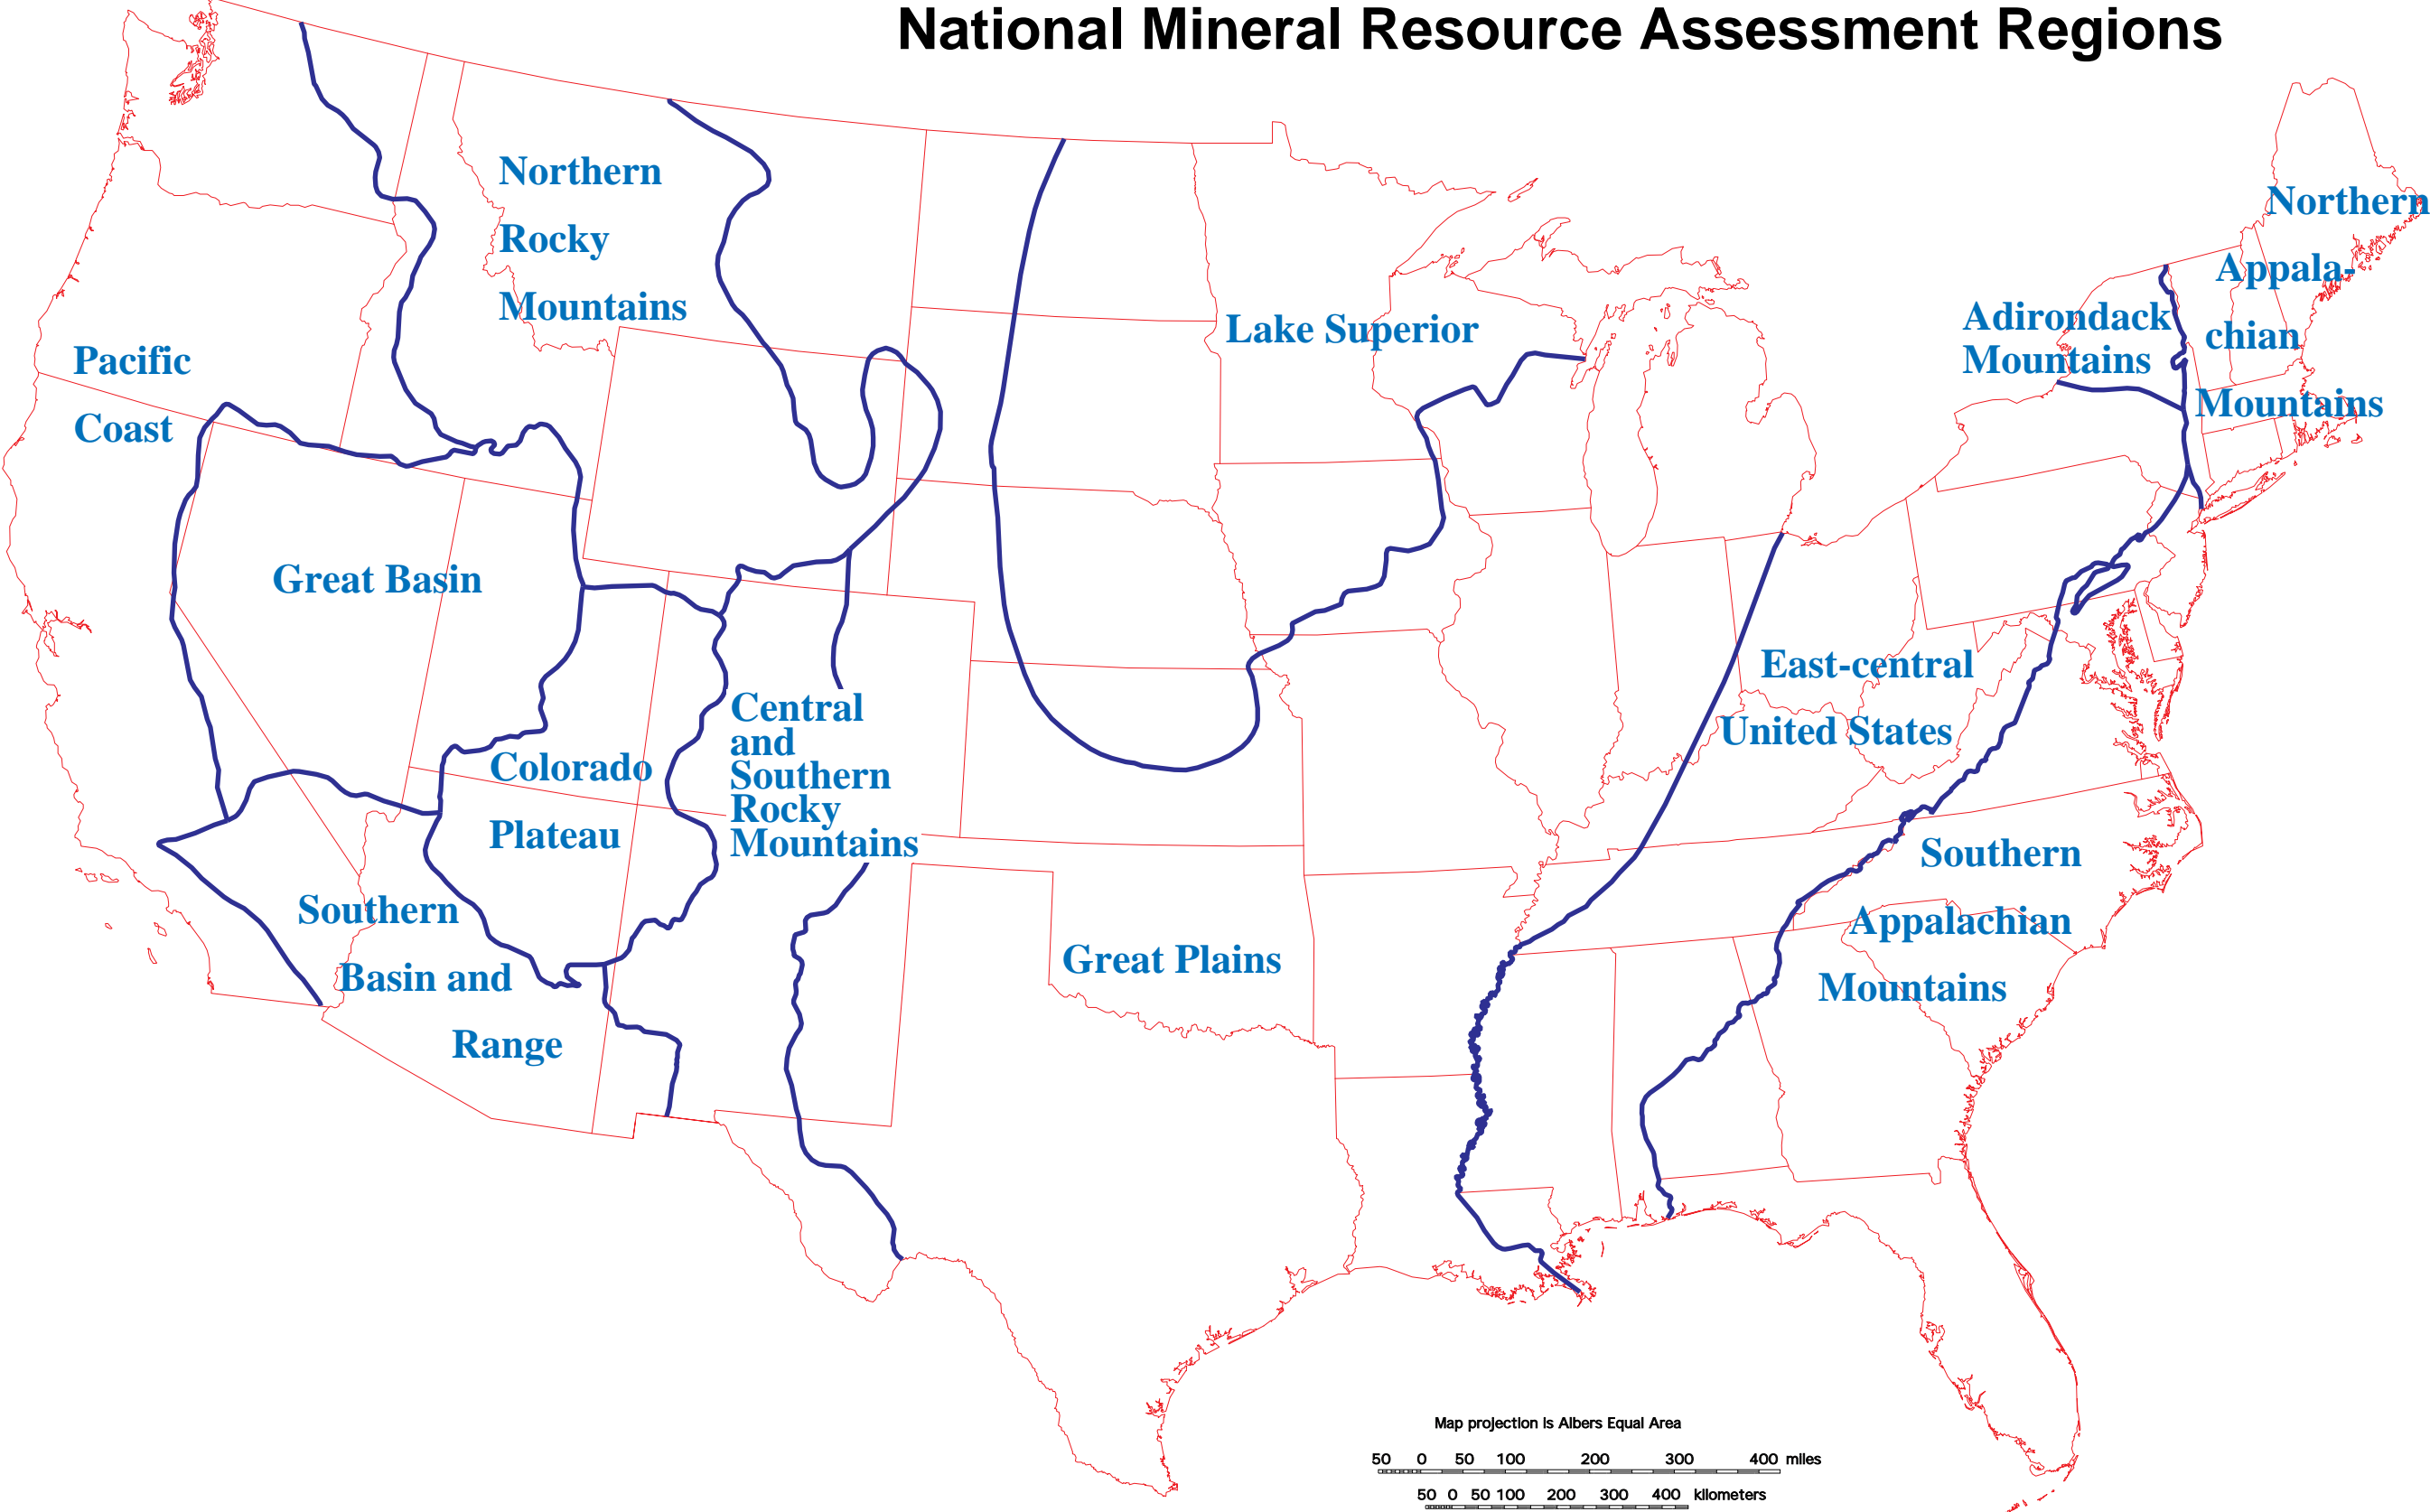 National Mineral Resource Assessment Regions
Northern
Rocky
Mountains
Pacific
Coast
Great Basin
Colorado
Plateau
Southern
Basin and
Range
Central
and
Southern
Rocky
Mountains
Great Plains
Lake Superior
East-central
United States
Southern
Appalachian
Mountains
Adirondack
Mountains
Northern
Appala-
chian
Mountains
Map projection is Albers Equal Area
50 0 50 100 200 300 400 miles
50 0 50 100 200 300 400 kilometers